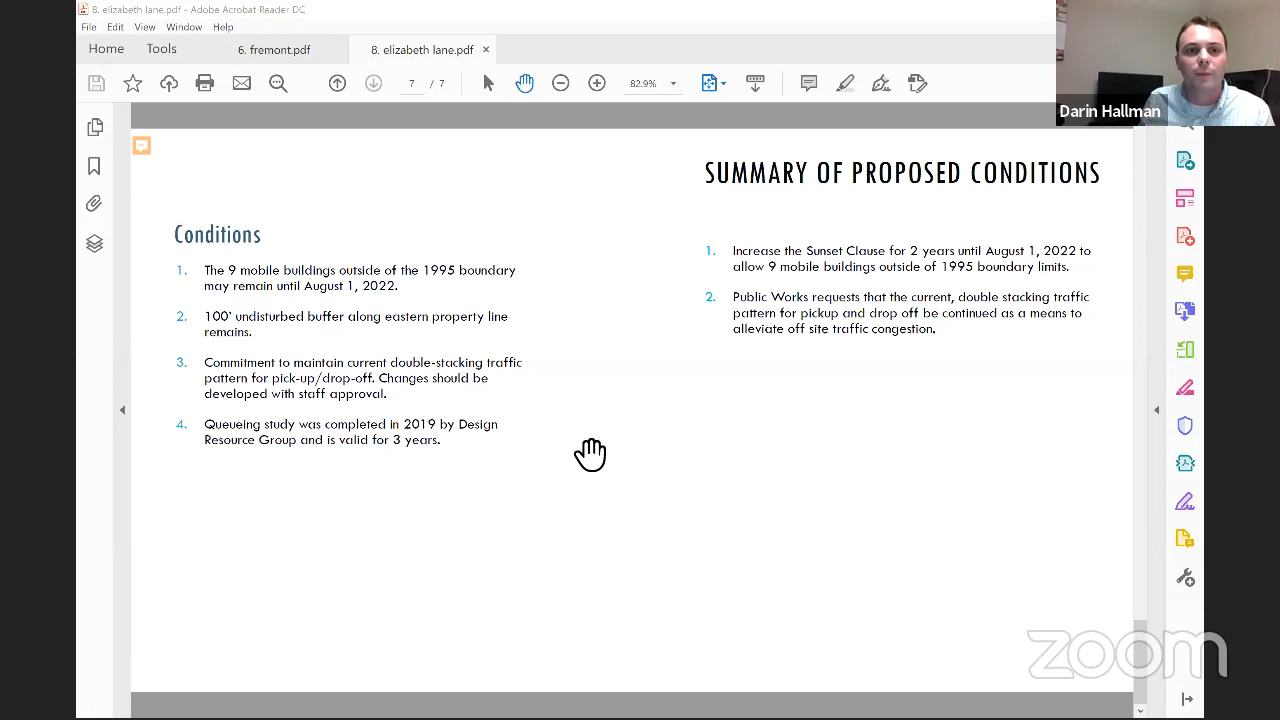 8. elizabeth lane.pdf - Adobe Acrobat Reader DC
File Edit View Window Help
Home Tools 6. fremont.pdf 8. elizabeth lane.pdf ×
7 / 7 82.9%
Darin Hallman
SUMMARY OF PROPOSED CONDITIONS
Conditions
1. The 9 mobile buildings outside of the 1995 boundary
may remain until August 1, 2022.
2. 100' undisturbed buffer along eastern property line
remains.
3. Commitment to maintain current double-stacking traffic
pattern for pick-up/drop-off. Changes should be
developed with staff approval.
4. Queueing study was completed in 2019 by Design
Resource Group and is valid for 3 years.
1. Increase the Sunset Clause for 2 years until August 1, 2022 to
allow 9 mobile buildings outside of 1995 boundary limits.
2. Public Works requests that the current, double stacking traffic
pattern for pickup and drop off be continued as a means to
alleviate off site traffic congestion.
zoom